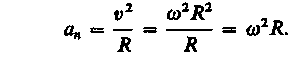 aₙ = v²/R = ω²R²/R = ω²R.